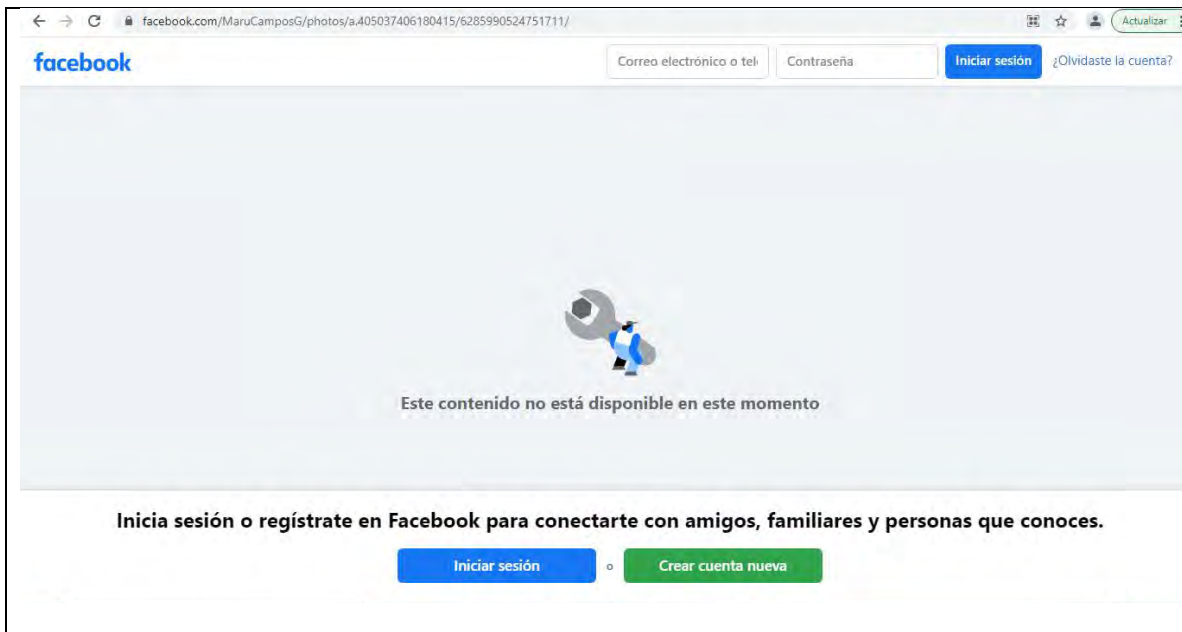 facebook.com/MaruCamposG/photos/a.405037406180415/6285990524751711/
Actualizar
facebook
Correo electrónico o tel
Contraseña
Iniciar sesión
¿Olvidaste la cuenta?
Este contenido no está disponible en este momento
Inicia sesión o regístrate en Facebook para conectarte con amigos, familiares y personas que conoces.
Iniciar sesión
o
Crear cuenta nueva